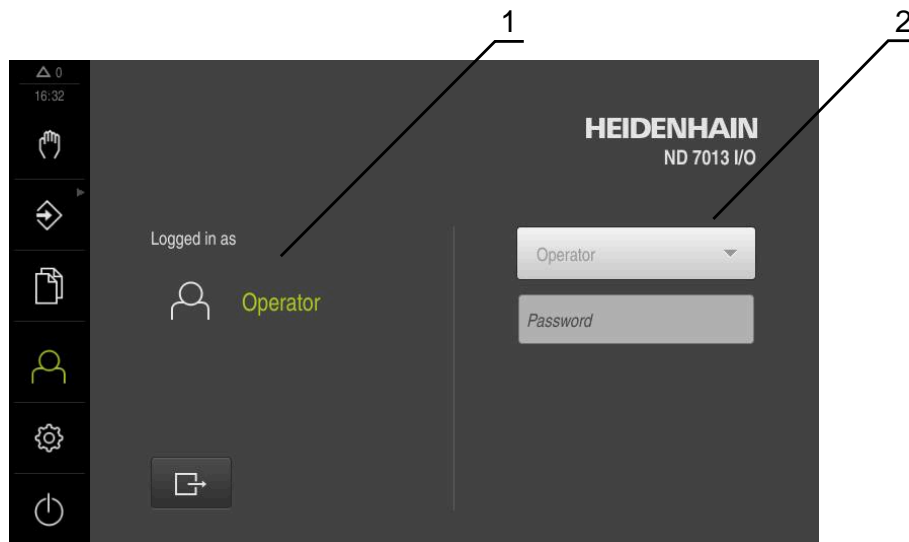 1
2
△ 0
16:32
HEIDENHAIN
ND 7013 I/O
Logged in as
Operator
Operator
Password